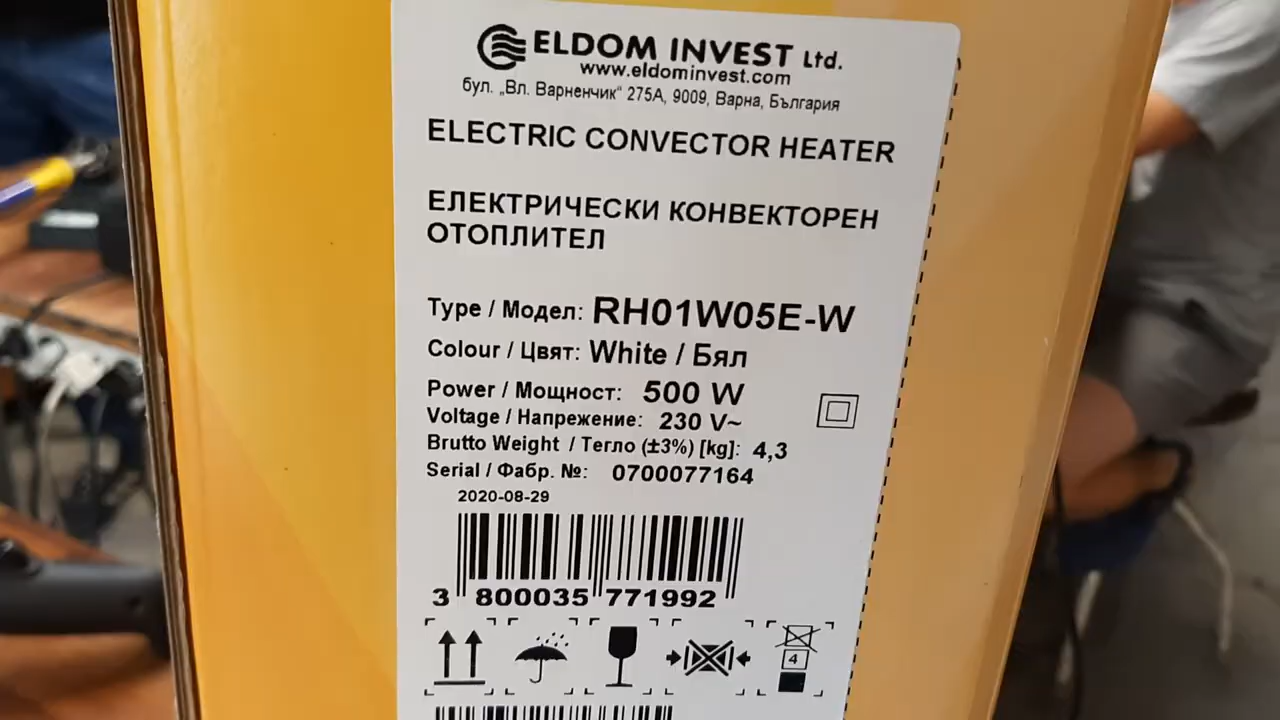 ELDOM INVEST Ltd.
www.eldominvest.com
бул. „Вл. Варненчик“ 275А, 9009, Варна, България
ELECTRIC CONVECTOR HEATER
ЕЛЕКТРИЧЕСКИ КОНВЕКТОРЕН
ОТОПЛИТЕЛ
Type / Модел: RH01W05E-W
Colour / Цвят: White / Бял
Power / Мощност: 500 W
Voltage / Напрежение: 230 V~
Brutto Weight / Тегло (±3%) [kg]: 4,3
Serial / Фабр. №: 0700077164
2020-08-29
3 800035 771992
4